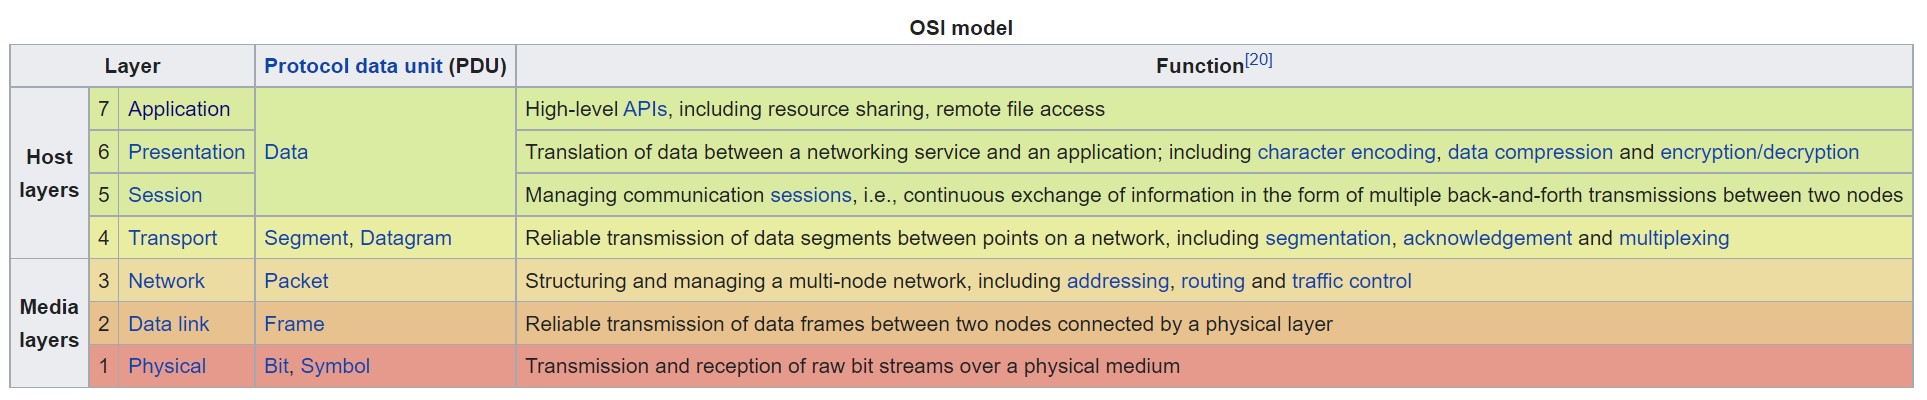 OSI model
Layer Protocol data unit (PDU) Function[20]
Host layers
7 Application Data High-level APIs, including resource sharing, remote file access
6 Presentation Translation of data between a networking service and an application; including character encoding, data compression and encryption/decryption
5 Session Managing communication sessions, i.e., continuous exchange of information in the form of multiple back-and-forth transmissions between two nodes
4 Transport Segment, Datagram Reliable transmission of data segments between points on a network, including segmentation, acknowledgement and multiplexing
Media layers
3 Network Packet Structuring and managing a multi-node network, including addressing, routing and traffic control
2 Data link Frame Reliable transmission of data frames between two nodes connected by a physical layer
1 Physical Bit, Symbol Transmission and reception of raw bit streams over a physical medium